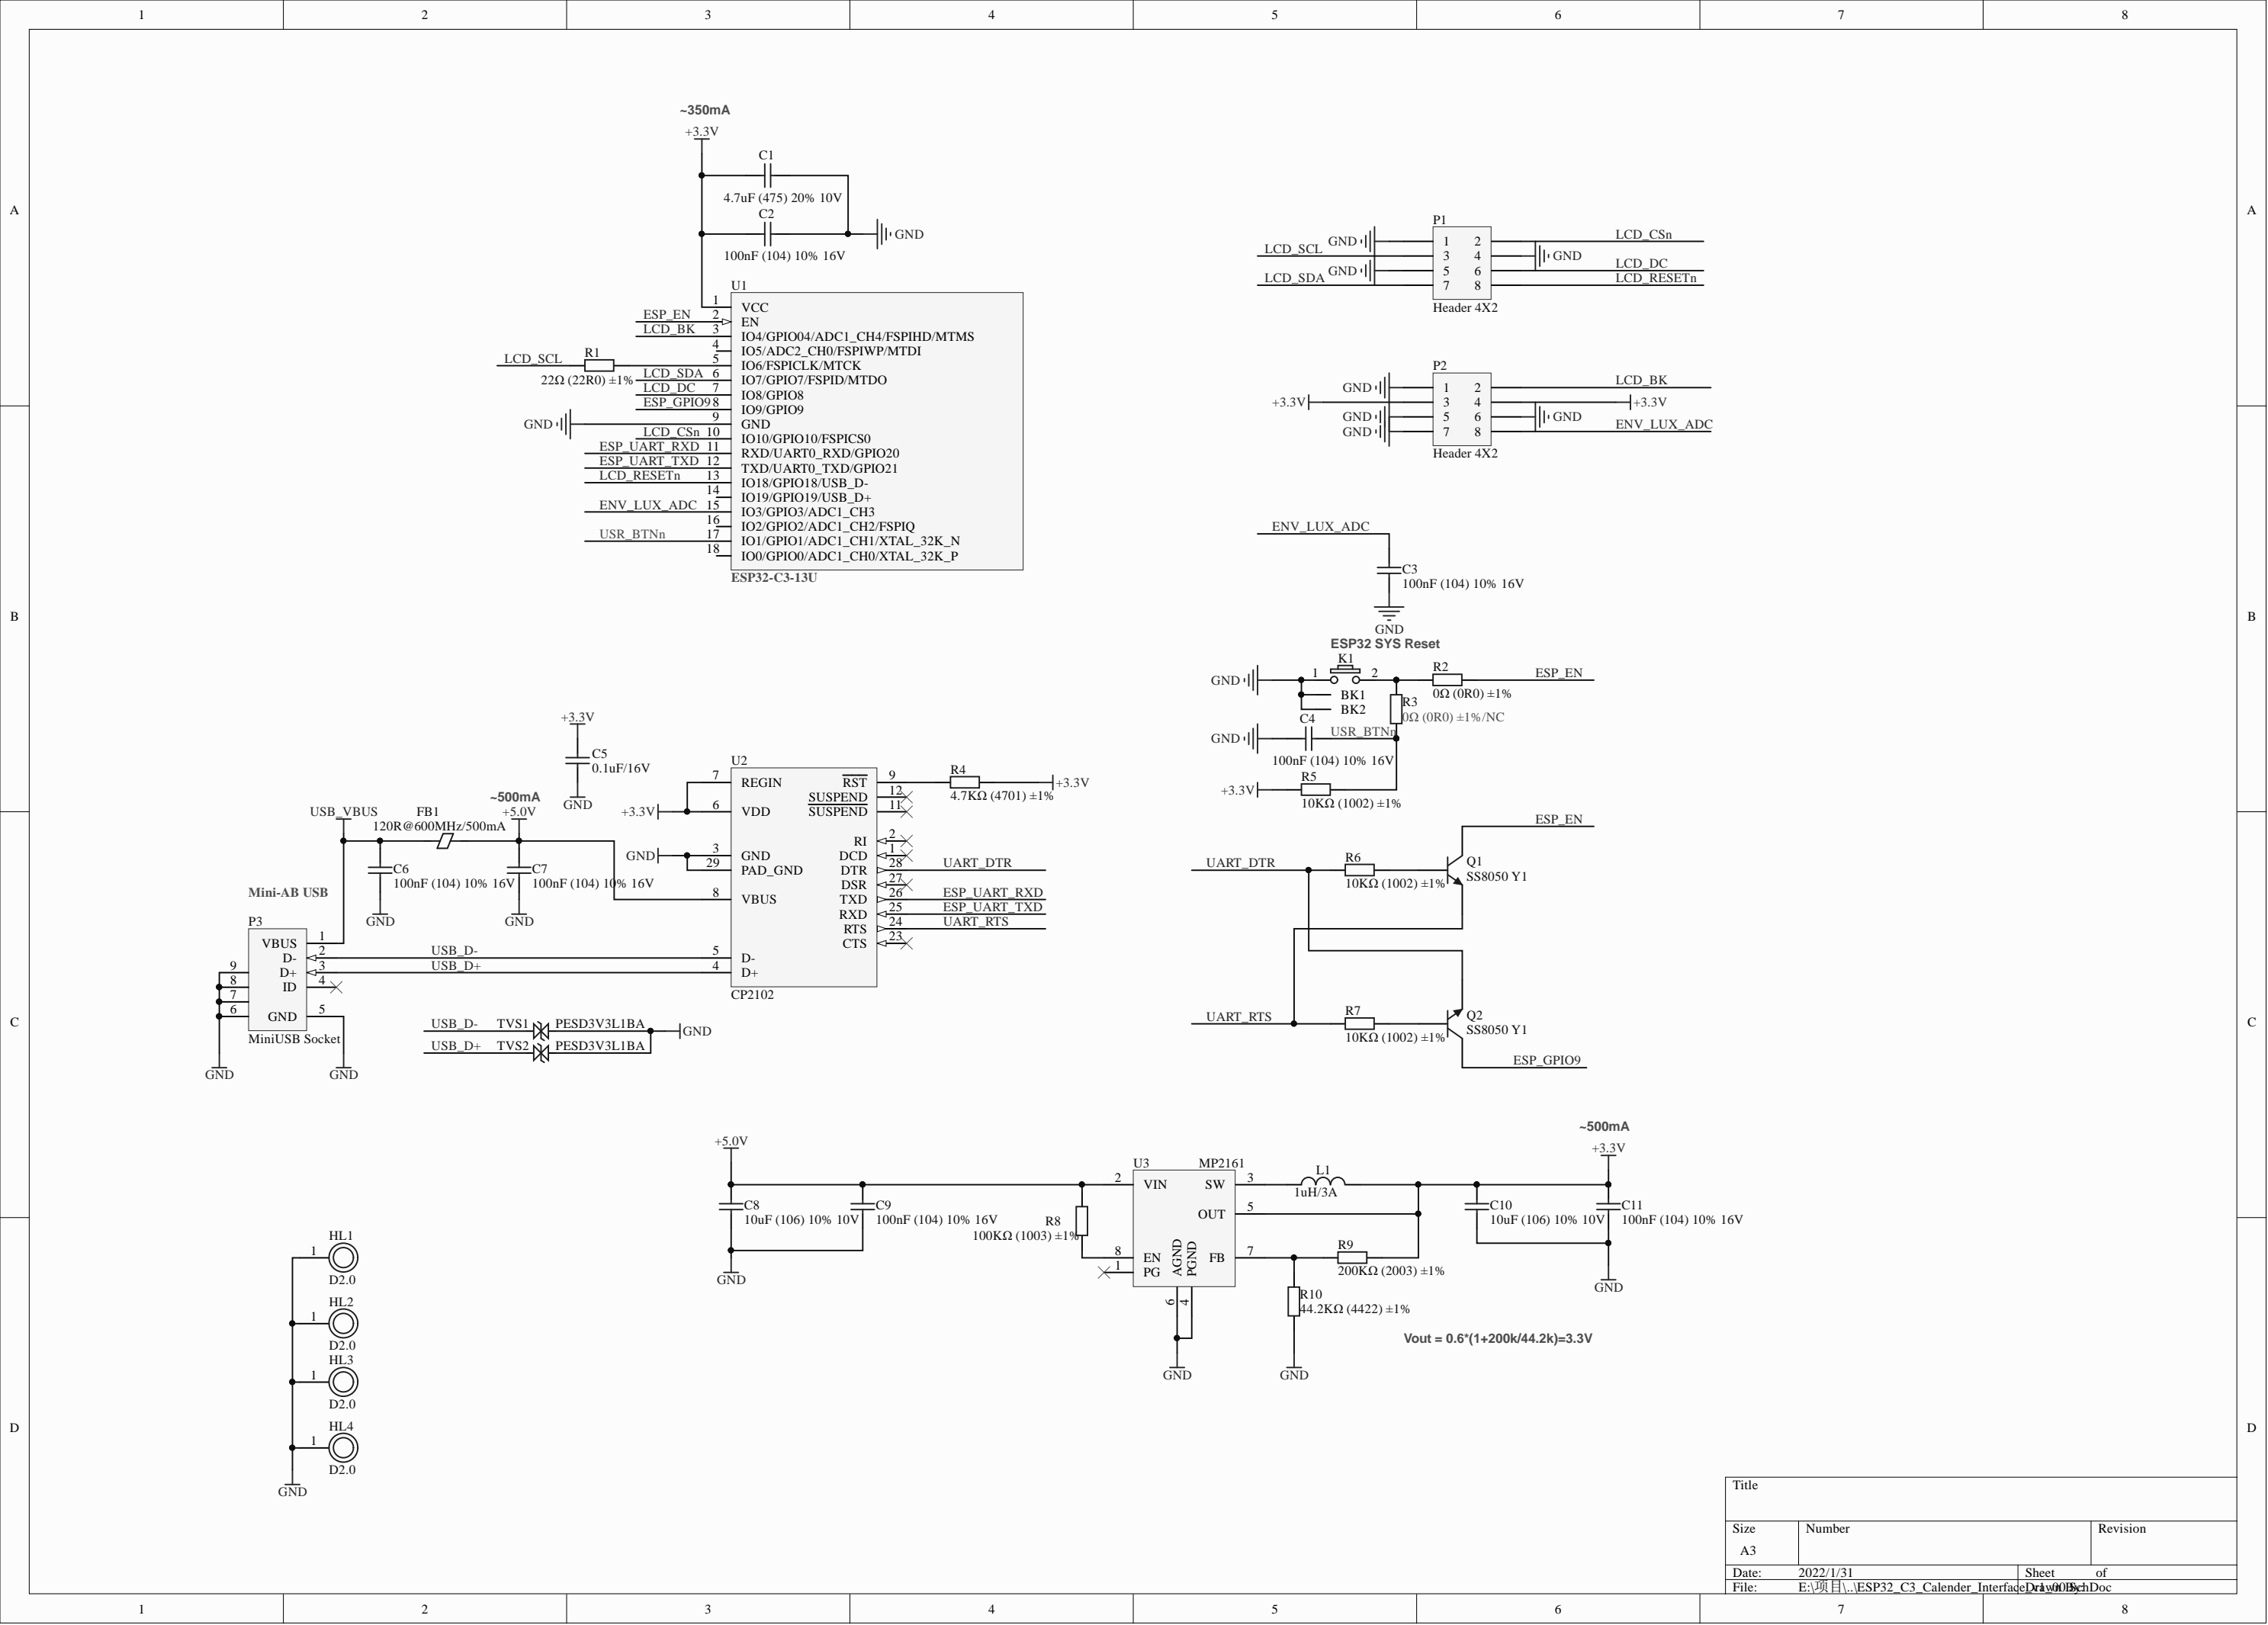 1 2 3 4 5 6 7 8
A A
B B
C C
D D
~350mA
+3.3V
C1
4.7uF (475) 20% 10V
C2
100nF (104) 10% 16V
GND
U1
1 VCC
ESP_EN 2 EN
LCD_BK 3 IO4/GPIO04/ADC1_CH4/FSPIHD/MTMS
4 IO5/ADC2_CH0/FSPIWP/MTDI
LCD_SCL R1 5 IO6/FSPICLK/MTCK
22Ω (22R0) ±1%
LCD_SDA 6 IO7/GPIO7/FSPID/MTDO
LCD_DC 7 IO8/GPIO8
ESP_GPIO9 8 IO9/GPIO9
GND 9 GND
LCD_CSn 10 IO10/GPIO10/FSPICS0
ESP_UART_RXD 11 RXD/UART0_RXD/GPIO20
ESP_UART_TXD 12 TXD/UART0_TXD/GPIO21
LCD_RESETn 13 IO18/GPIO18/USB_D-
14 IO19/GPIO19/USB_D+
ENV_LUX_ADC 15 IO3/GPIO3/ADC1_CH3
16 IO2/GPIO2/ADC1_CH2/FSPIQ
USR_BTNn 17 IO1/GPIO1/ADC1_CH1/XTAL_32K_N
18 IO0/GPIO0/ADC1_CH0/XTAL_32K_P
ESP32-C3-13U
P1
GND 1 2 LCD_CSn
LCD_SCL 3 4 GND
GND 5 6 LCD_DC
LCD_SDA 7 8 LCD_RESETn
Header 4X2
P2
GND 1 2 LCD_BK
+3.3V 3 4 +3.3V
GND 5 6 GND
GND 7 8 ENV_LUX_ADC
Header 4X2
ENV_LUX_ADC
C3
100nF (104) 10% 16V
GND
ESP32 SYS Reset
K1
GND 1 2 R2 ESP_EN
0Ω (0R0) ±1%
BK1
BK2
R3
0Ω (0R0) ±1%/NC
C4
GND USR_BTNn
100nF (104) 10% 16V
R5
+3.3V
10KΩ (1002) ±1%
+3.3V
C5
0.1uF/16V
GND
USB_VBUS FB1
120R@600MHz/500mA
~500mA
+5.0V
C6
100nF (104) 10% 16V
GND
C7
100nF (104) 10% 16V
GND
Mini-AB USB
P3
VBUS 1
D- 2
9 D+ 3
8 ID 4
7
6 GND 5
MiniUSB Socket
GND GND
USB_D-
USB_D+
U2
7 REGIN RST 9 R4 +3.3V
4.7KΩ (4701) ±1%
SUSPEND 12
+3.3V 6 VDD SUSPEND 11
RI 2
GND 3 GND DCD 1
29 PAD_GND DTR 28 UART_DTR
DSR 27
8 VBUS TXD 26 ESP_UART_RXD
RXD 25 ESP_UART_TXD
RTS 24 UART_RTS
CTS 23
5 D-
4 D+
CP2102
USB_D- TVS1 PESD3V3L1BA GND
USB_D+ TVS2 PESD3V3L1BA
ESP_EN
UART_DTR R6 Q1
10KΩ (1002) ±1% SS8050 Y1
UART_RTS R7 Q2
10KΩ (1002) ±1% SS8050 Y1
ESP_GPIO9
+5.0V
C8
10uF (106) 10% 10V
C9
100nF (104) 10% 16V
GND
R8
100KΩ (1003) ±1%
U3 MP2161
2 VIN SW 3
OUT 5
8 EN FB 7
1 PG
AGND PGND
6 4
GND
L1
1uH/3A
R9
200KΩ (2003) ±1%
R10
44.2KΩ (4422) ±1%
GND
~500mA
+3.3V
C10
10uF (106) 10% 10V
C11
100nF (104) 10% 16V
GND
Vout = 0.6*(1+200k/44.2k)=3.3V
HL1
1
D2.0
HL2
1
D2.0
HL3
1
D2.0
HL4
1
D2.0
GND
Title
Size Number Revision
A3
Date: 2022/1/31 Sheet of
File: E:\项目\..\ESP32_C3_Calender_Interface
1 2 3 4 5 6 7 8